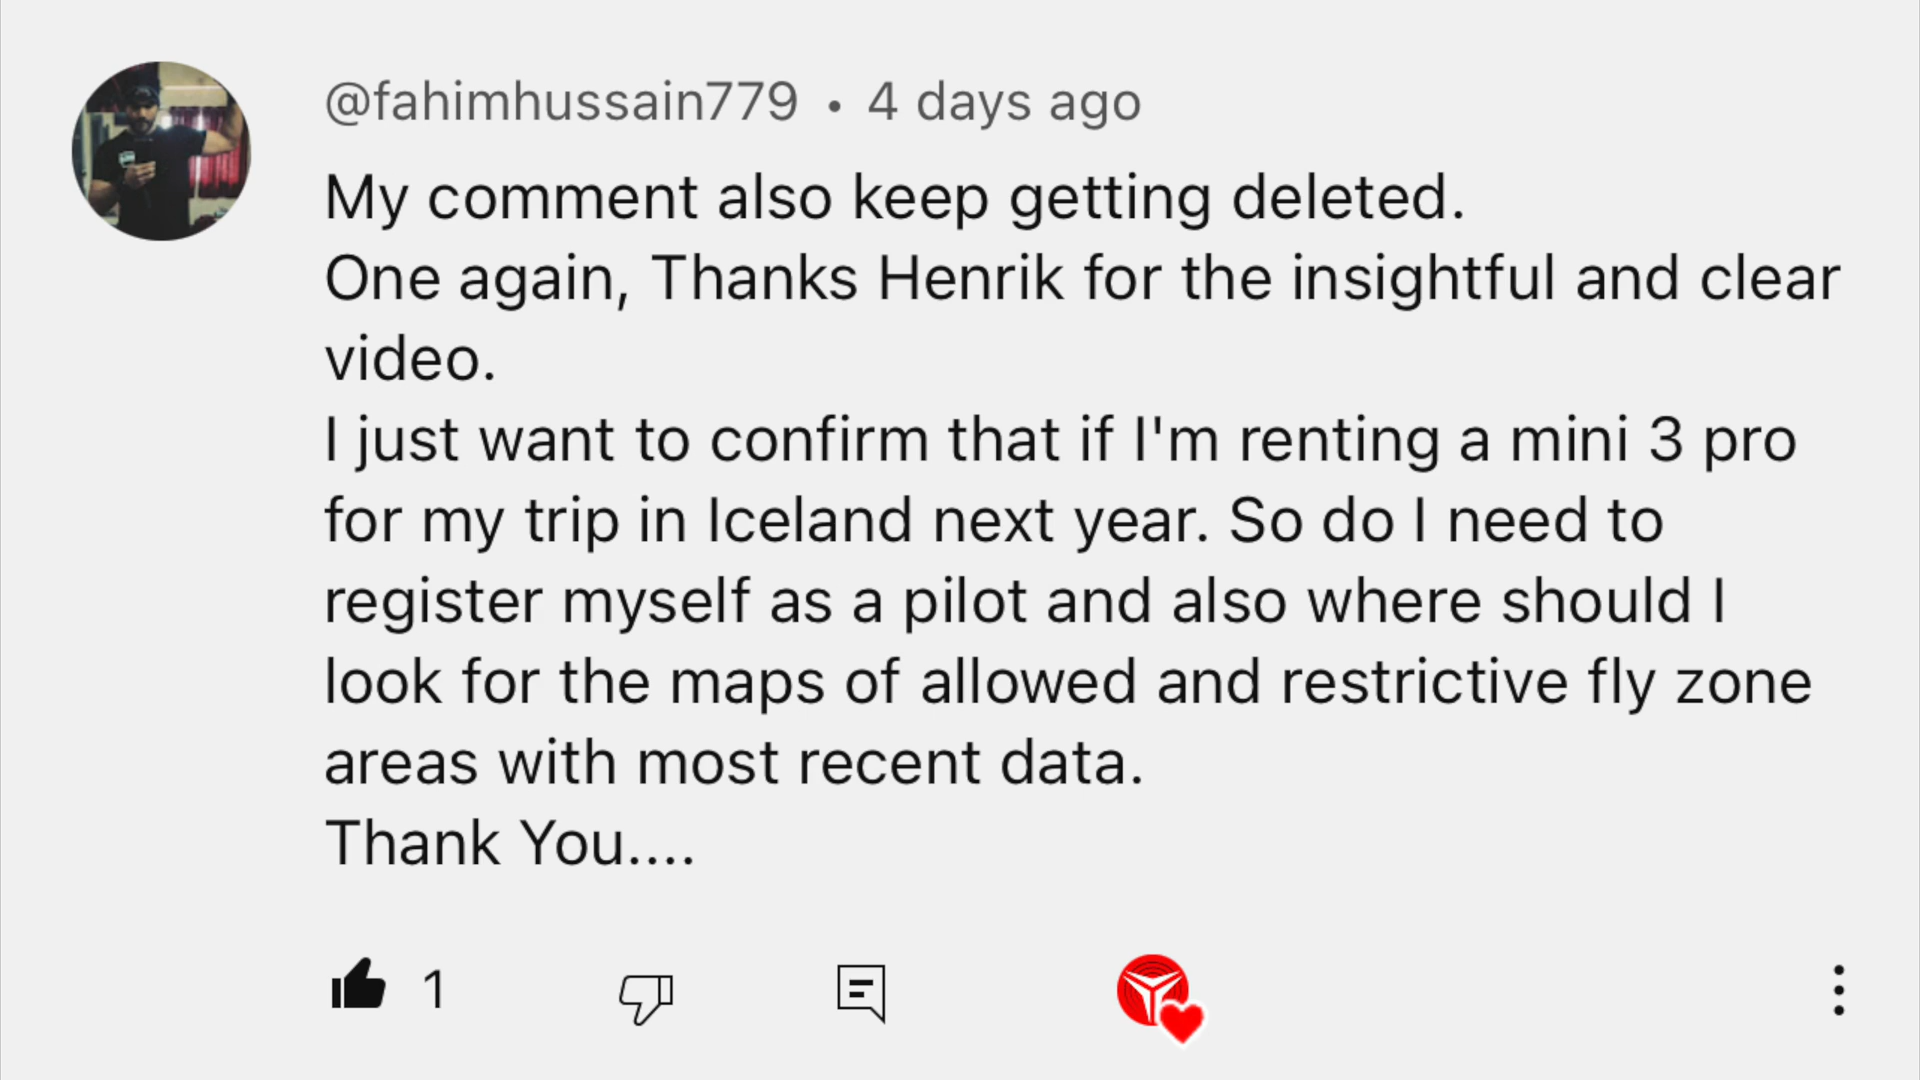 @fahimhussain779 • 4 days ago
My comment also keep getting deleted.
One again, Thanks Henrik for the insightful and clear
video.
I just want to confirm that if I'm renting a mini 3 pro
for my trip in Iceland next year. So do I need to
register myself as a pilot and also where should I
look for the maps of allowed and restrictive fly zone
areas with most recent data.
Thank You....
1